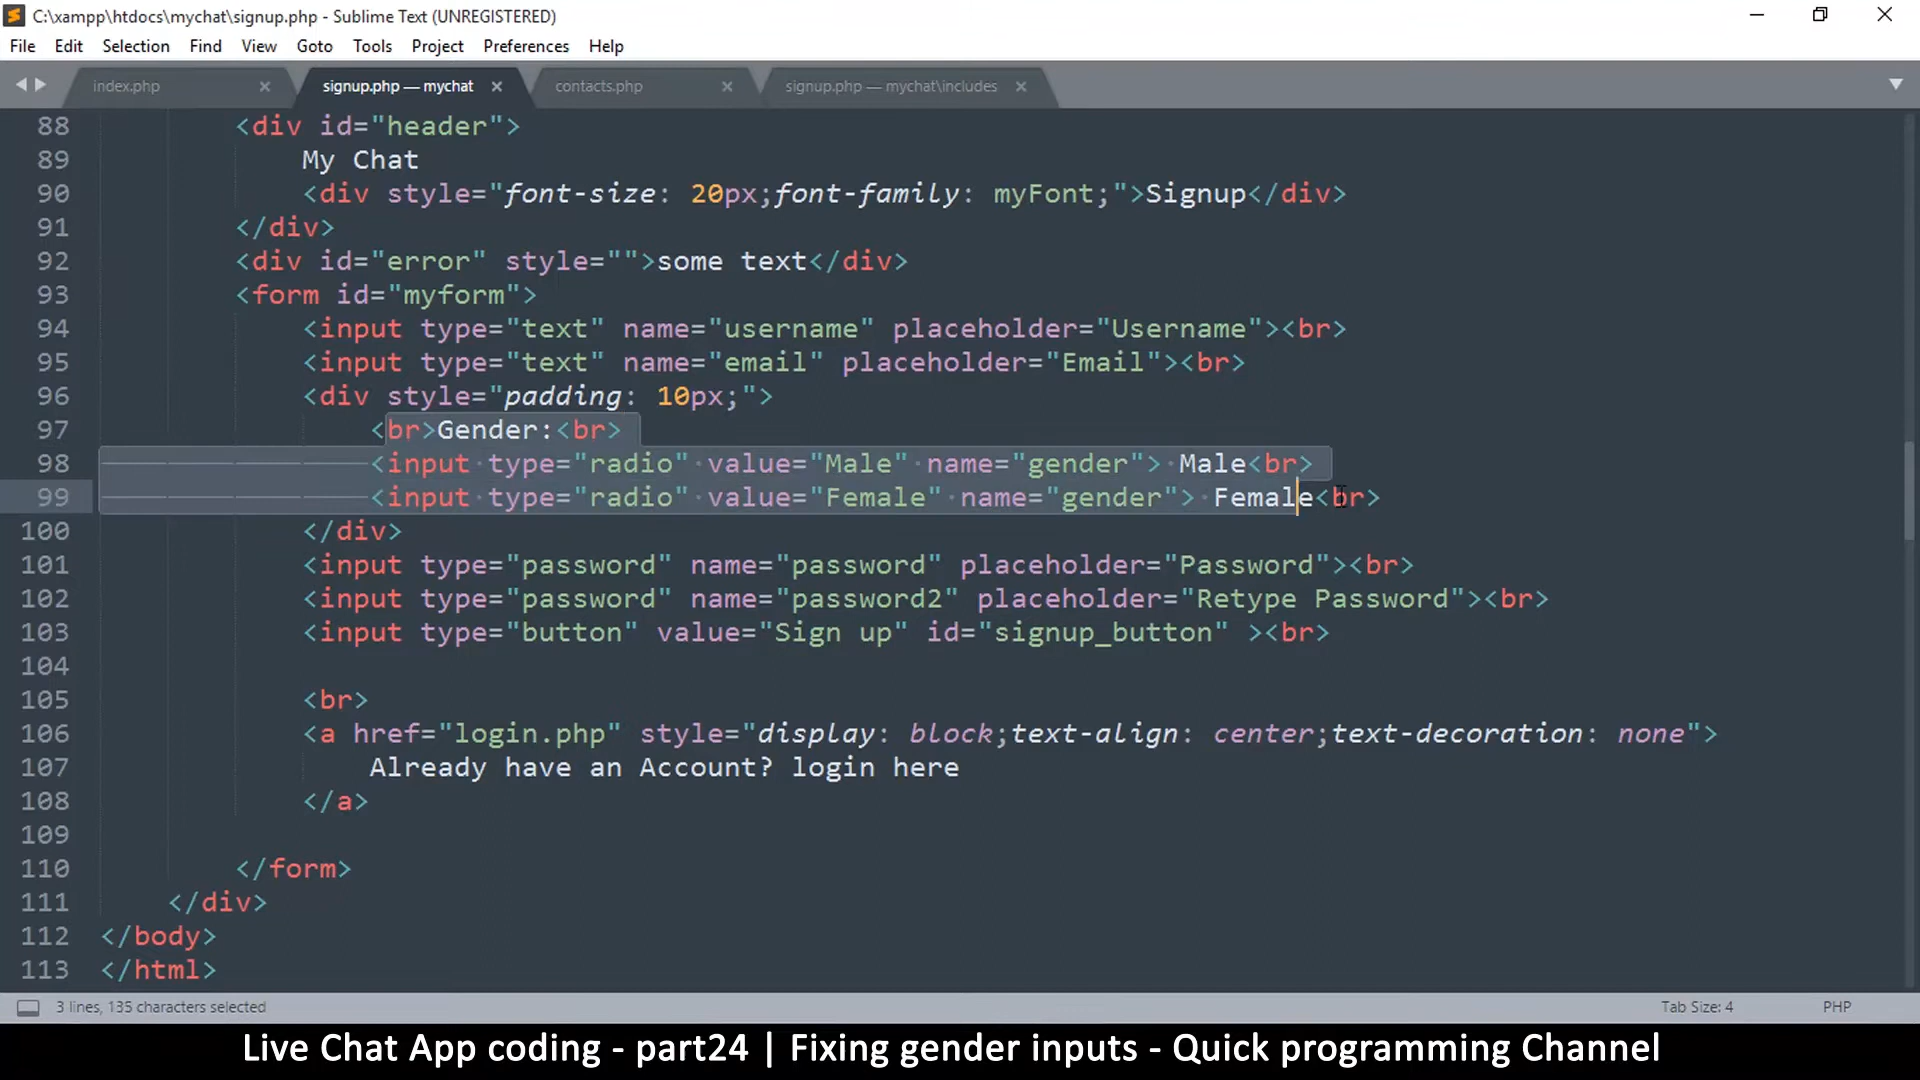 C:\xampp\htdocs\mychat\signup.php - Sublime Text (UNREGISTERED)
File Edit Selection Find View Goto Tools Project Preferences Help
index.php signup.php — mychat contacts.php signup.php — mychat\includes
88 <div id="header">
89 My Chat
90 <div style="font-size: 20px;font-family: myFont;">Signup</div>
91 </div>
92 <div id="error" style="">some text</div>
93 <form id="myform">
94 <input type="text" name="username" placeholder="Username"><br>
95 <input type="text" name="email" placeholder="Email"><br>
96 <div style="padding: 10px;">
97 <br>Gender:<br>
98 <input type="radio" value="Male" name="gender"> Male<br>
99 <input type="radio" value="Female" name="gender"> Female<br>
100 </div>
101 <input type="password" name="password" placeholder="Password"><br>
102 <input type="password" name="password2" placeholder="Retype Password"><br>
103 <input type="button" value="Sign up" id="signup_button" ><br>
104
105 <br>
106 <a href="login.php" style="display: block;text-align: center;text-decoration: none">
107 Already have an Account? login here
108 </a>
109
110 </form>
111 </div>
112 </body>
113 </html>
3 lines, 135 characters selected Tab Size: 4 PHP
Live Chat App coding - part24 | Fixing gender inputs - Quick programming Channel